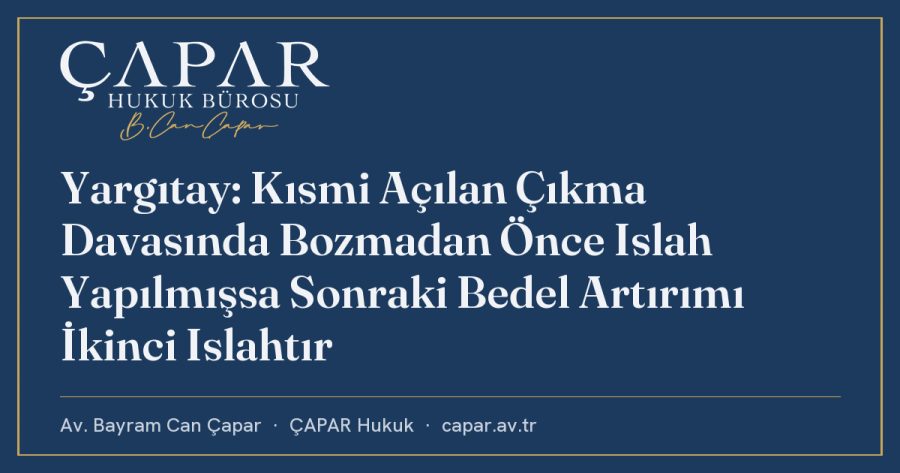 ÇAPAR
HUKUK BÜROSU
B. Can Çapar
Yargıtay: Kısmi Açılan Çıkma
Davasında Bozmadan Önce Islah
Yapılmışsa Sonraki Bedel Artırımı
İkinci Islahtır
Av. Bayram Can Çapar · ÇAPAR Hukuk · capar.av.tr